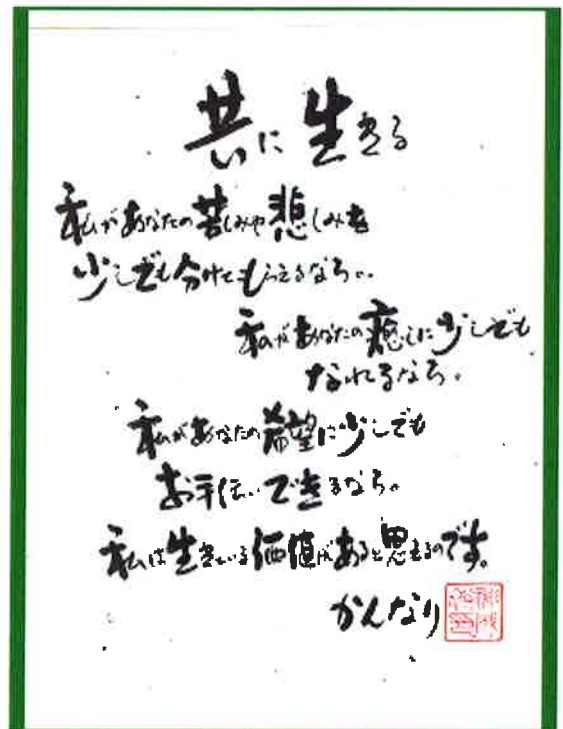 共に生きる
私があなたの苦しみや悲しみを
少しでも分けてもらえるなら。
私があなたの癒しに少しでも
なれるなら。
私があなたの希望に少しでも
お手伝いできるなら。
私は生きている価値があると思えるのです。
かんなり